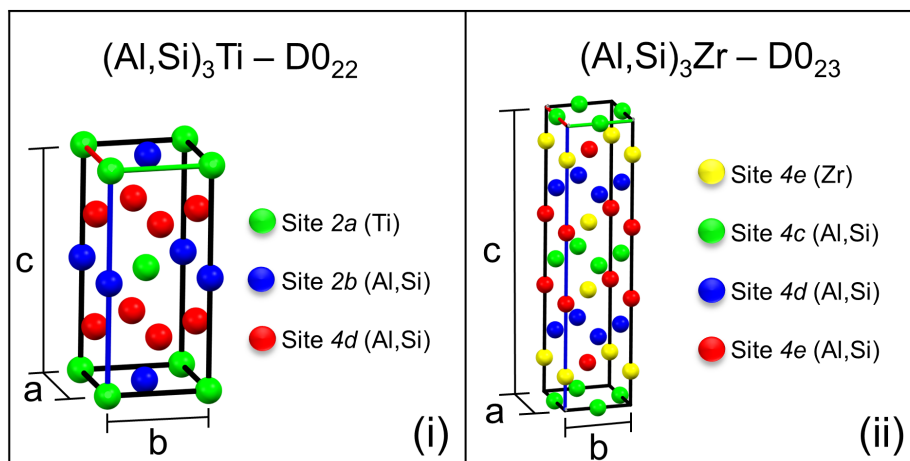 (Al,Si)₃Ti – D0₂₂
c
a
b
Site 2a (Ti)
Site 2b (Al,Si)
Site 4d (Al,Si)
(i)
(Al,Si)₃Zr – D0₂₃
c
a
b
Site 4e (Zr)
Site 4c (Al,Si)
Site 4d (Al,Si)
Site 4e (Al,Si)
(ii)